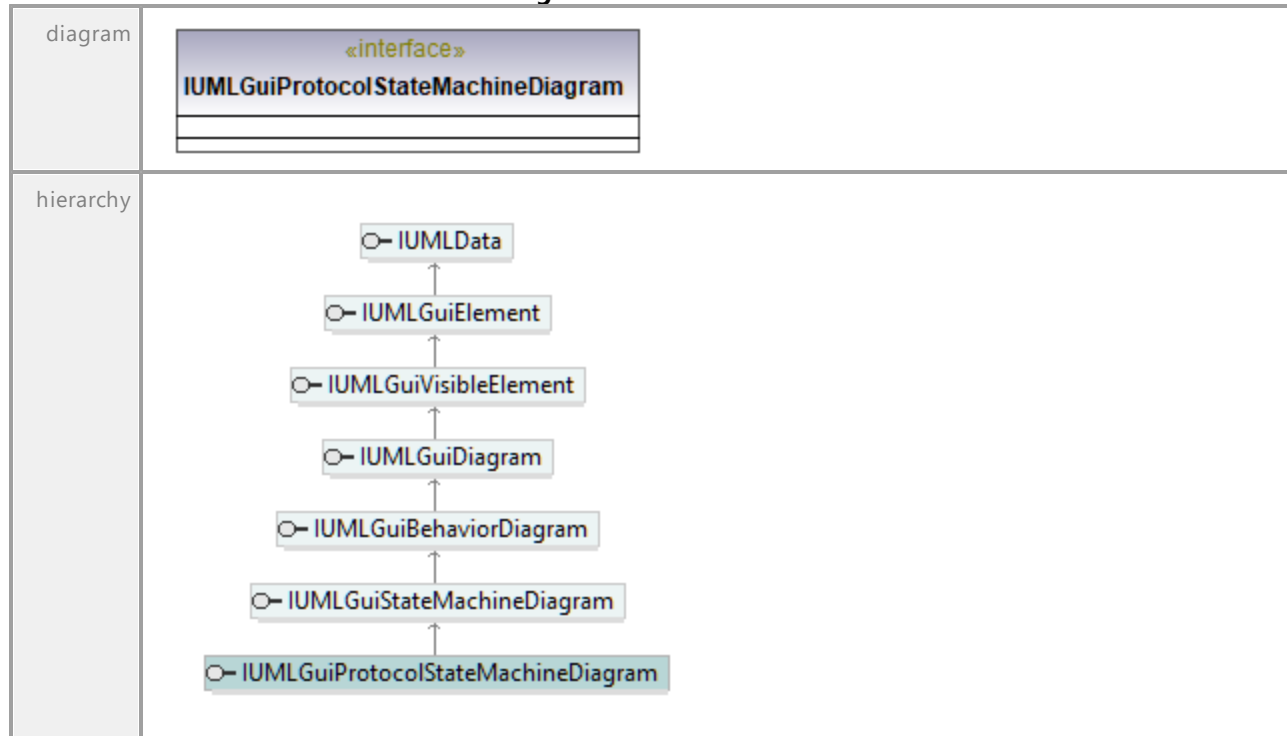 diagram
«interface»
IUMLGuiProtocolStateMachineDiagram
hierarchy
IUMLData
IUMLGuiElement
IUMLGuiVisibleElement
IUMLGuiDiagram
IUMLGuiBehaviorDiagram
IUMLGuiStateMachineDiagram
IUMLGuiProtocolStateMachineDiagram